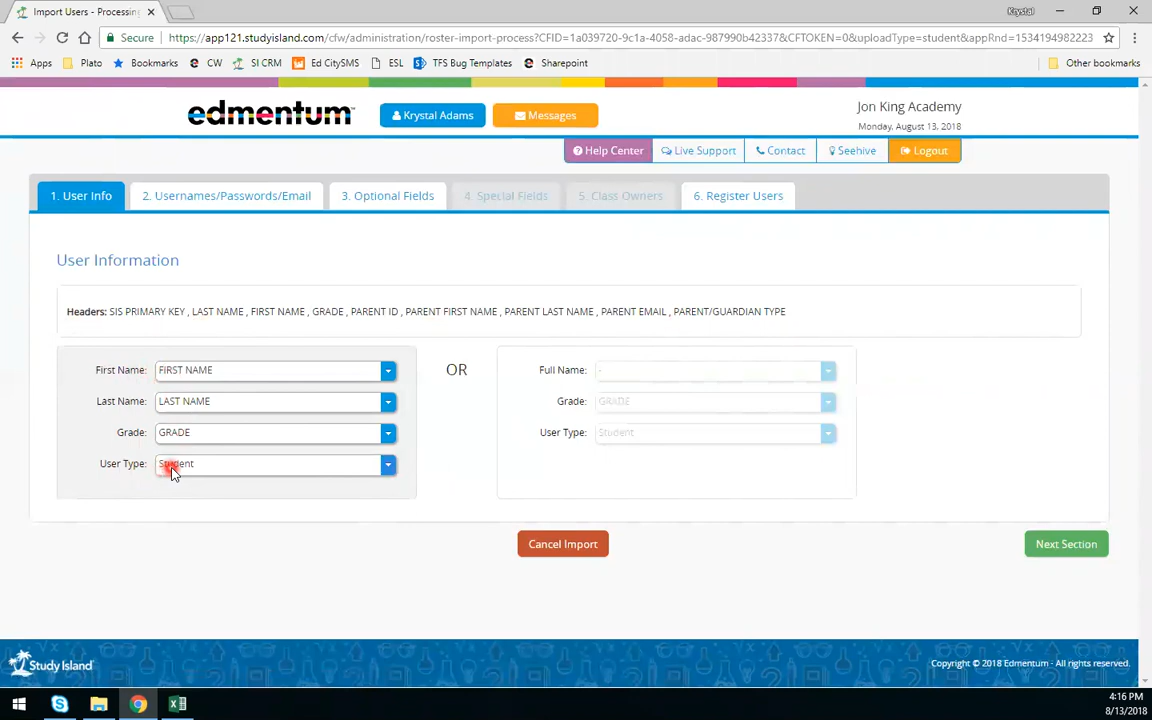 Import Users - Processing
Krystal
Secure
https://app121.studyisland.com/cfw/administration/roster-import-process?CFID=1a039720-9c1a-4058-adac-987990b42337&CFTOKEN=0&uploadType=student&appRnd=1534194982223
Apps Plato Bookmarks CW SI CRM Ed CitySMS ESL TFS Bug Templates Sharepoint Other bookmarks
edmentum™ Krystal Adams Messages
Jon King Academy
Monday, August 13, 2018
Help Center Live Support Contact Seehive Logout
1. User Info 2. Usernames/Passwords/Email 3. Optional Fields 4. Special Fields 5. Class Owners 6. Register Users
User Information
Headers: SIS PRIMARY KEY , LAST NAME , FIRST NAME , GRADE , PARENT ID , PARENT FIRST NAME , PARENT LAST NAME , PARENT EMAIL , PARENT/GUARDIAN TYPE
First Name: FIRST NAME OR Full Name: -
Last Name: LAST NAME Grade: GRADE
Grade: GRADE User Type: Student
User Type: Student
Cancel Import Next Section
Study Island Copyright © 2018 Edmentum - All rights reserved.
4:16 PM
8/13/2018